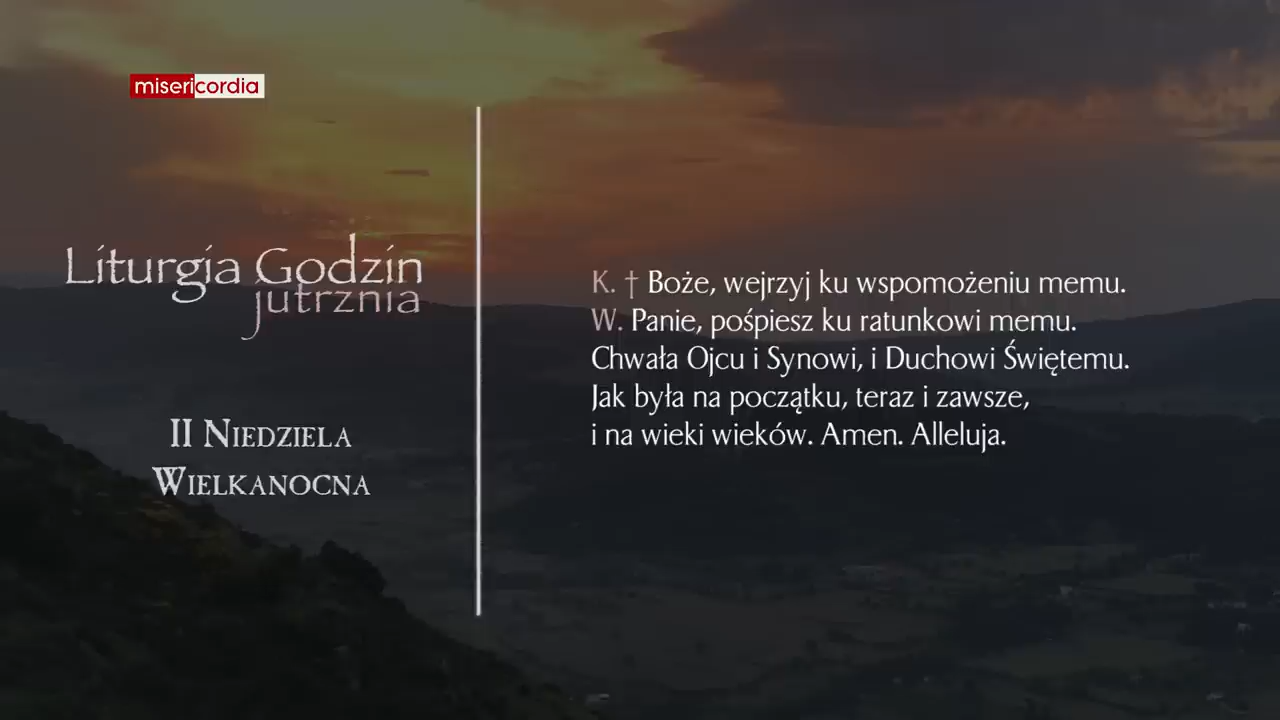 misericordia
Liturgia Godzin
jutrznia
II Niedziela
Wielkanocna
K. † Boże, wejrzyj ku wspomożeniu memu.
W. Panie, pośpiesz ku ratunkowi memu.
Chwała Ojcu i Synowi, i Duchowi Świętemu.
Jak była na początku, teraz i zawsze,
i na wieki wieków. Amen. Alleluja.